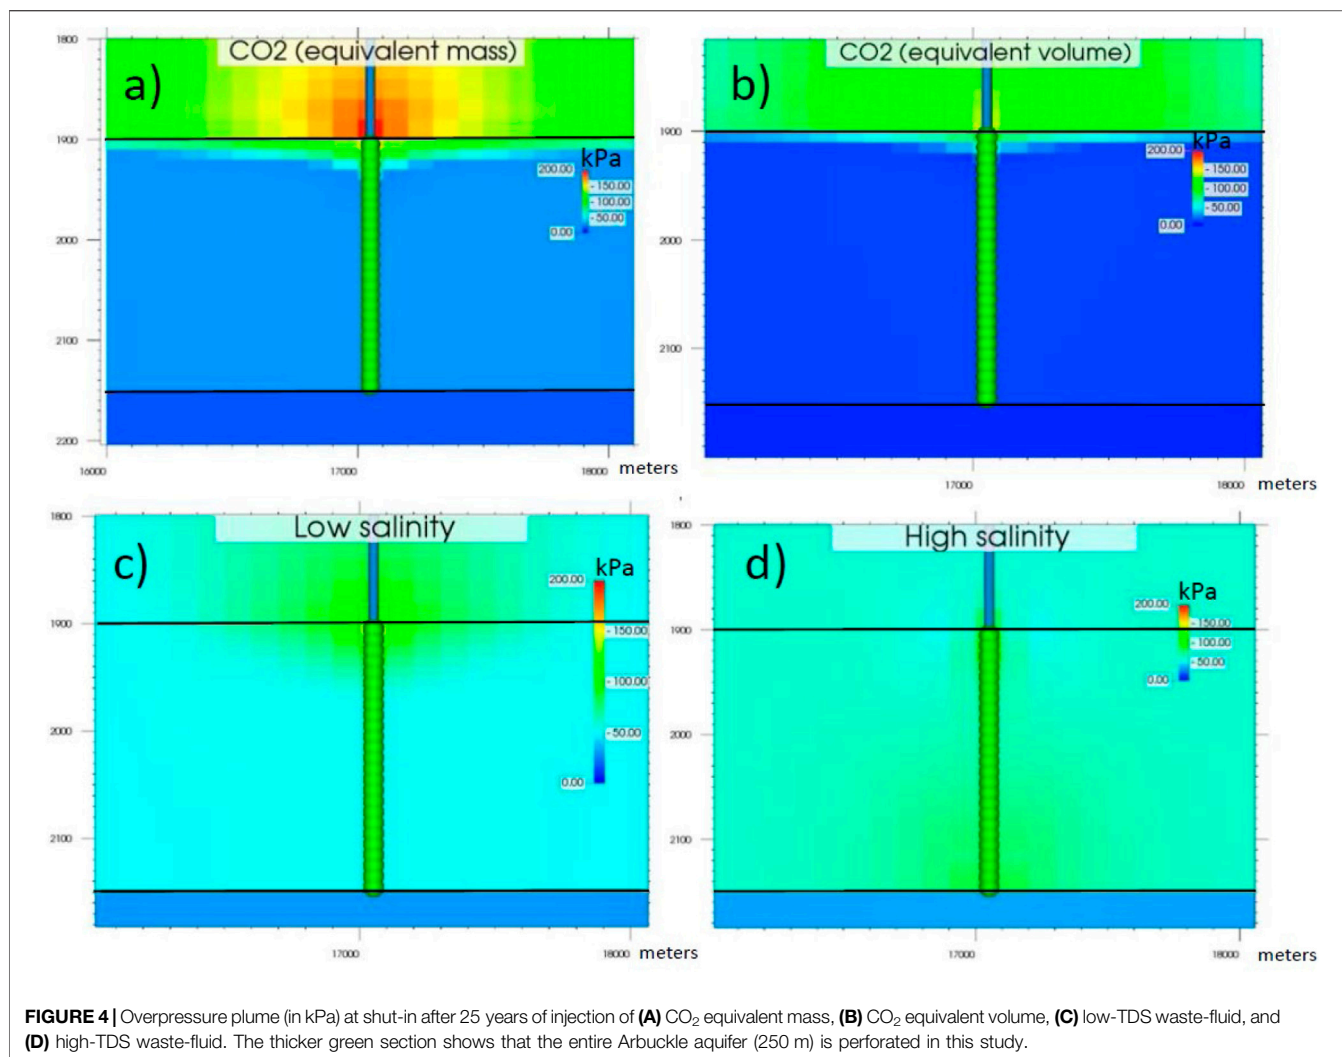 CO2 (equivalent mass)
a)
1800
1900
2000
2100
2200
kPa
200.00
-150.00
-100.00
-50.00
0.00
16000
17000
18000
meters
CO2 (equivalent volume)
b)
1900
2000
2100
kPa
200.00
-150.00
-100.00
-50.00
0.00
17000
18000
meters
Low salinity
c)
1800
1900
2000
2100
kPa
200.00
-150.00
-100.00
-50.00
0.00
17000
18000
meters
High salinity
d)
1800
1900
2000
2100
kPa
200.00
-150.00
-100.00
-50.00
0.00
17000
18000
meters
FIGURE 4 | Overpressure plume (in kPa) at shut-in after 25 years of injection of (A) CO₂ equivalent mass, (B) CO₂ equivalent volume, (C) low-TDS waste-fluid, and
(D) high-TDS waste-fluid. The thicker green section shows that the entire Arbuckle aquifer (250 m) is perforated in this study.